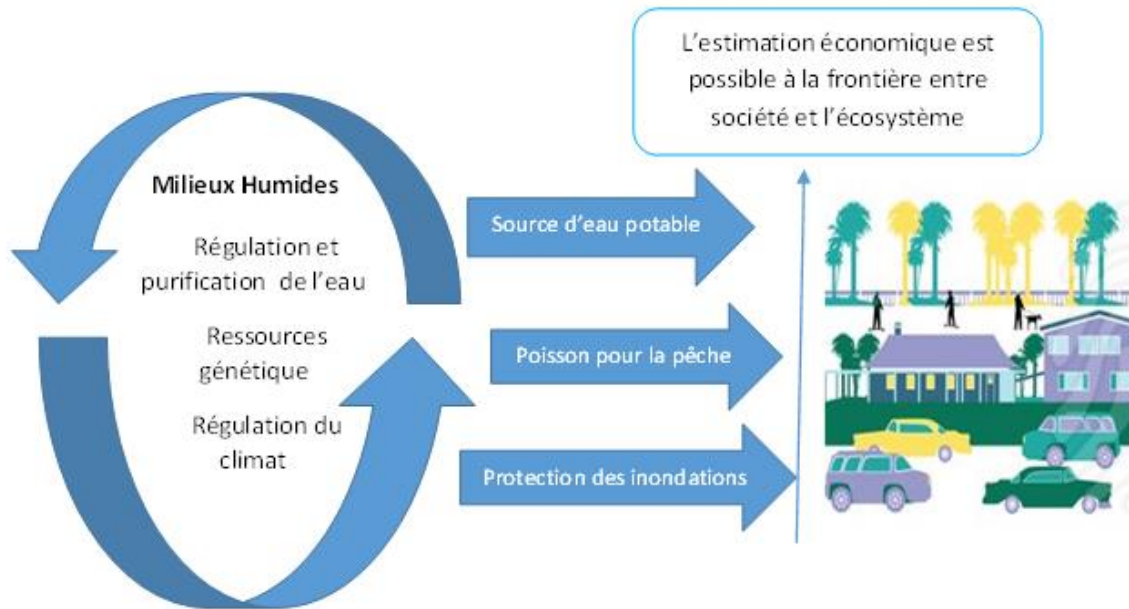 L'estimation économique est
possible à la frontière entre
société et l'écosystème
Milieux Humides
Régulation et
purification de l'eau
Ressources
génétique
Régulation du
climat
Source d'eau potable
Poisson pour la pêche
Protection des inondations